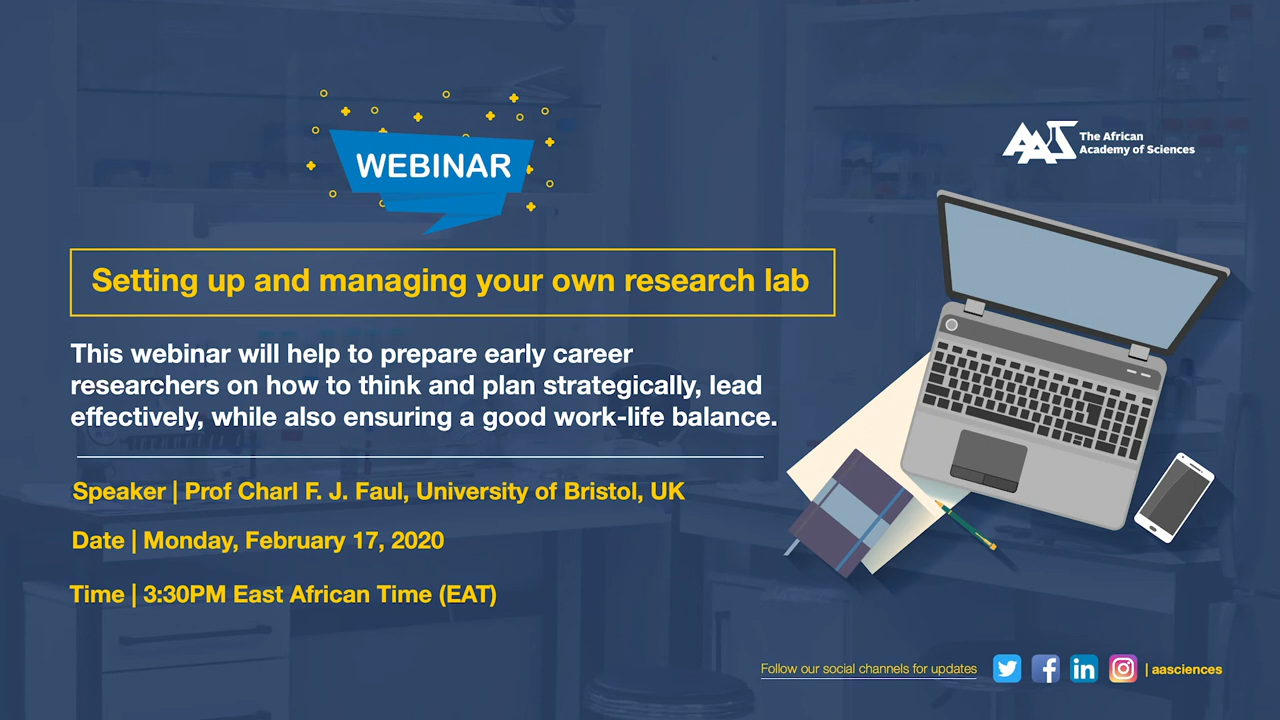 WEBINAR
AAS The African
Academy of Sciences
Setting up and managing your own research lab
This webinar will help to prepare early career
researchers on how to think and plan strategically, lead
effectively, while also ensuring a good work-life balance.
Speaker | Prof Charl F. J. Faul, University of Bristol, UK
Date | Monday, February 17, 2020
Time | 3:30PM East African Time (EAT)
Follow our social channels for updates | aasciences